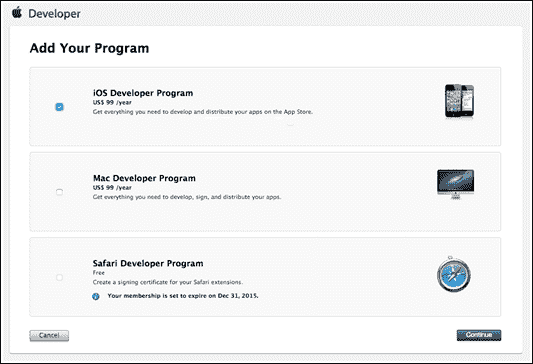 Developer
Add Your Program
iOS Developer Program
US$ 99 /year
Get everything you need to develop and distribute your apps on the App Store.
Mac Developer Program
US$ 99 /year
Get everything you need to develop, sign, and distribute your apps.
Safari Developer Program
Free
Create a signing certificate for your Safari extensions.
Your membership is set to expire on Dec 31, 2015.
Cancel
Continue